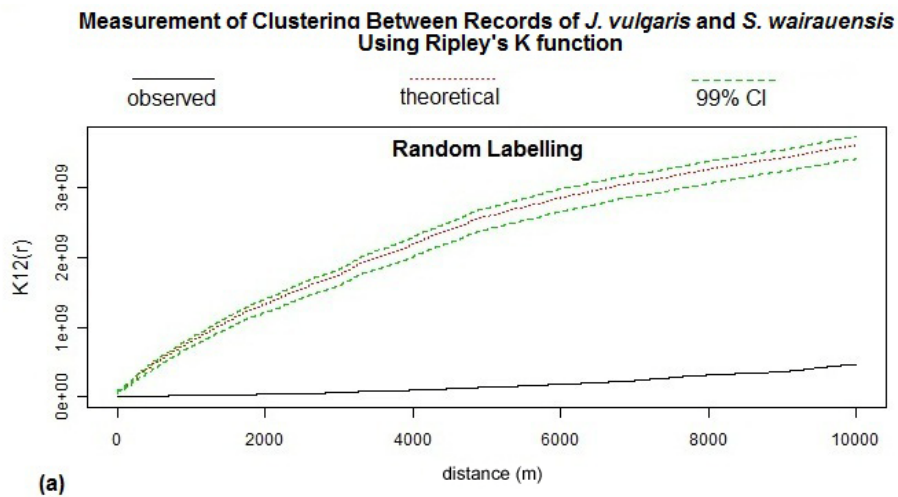 Measurement of Clustering Between Records of J. vulgaris and S. wairauensis
Using Ripley's K function
observed
theoretical
99% CI
Random Labelling
K12(r)
3e+09
2e+09
1e+09
0e+00
0 2000 4000 6000 8000 10000
distance (m)
(a)